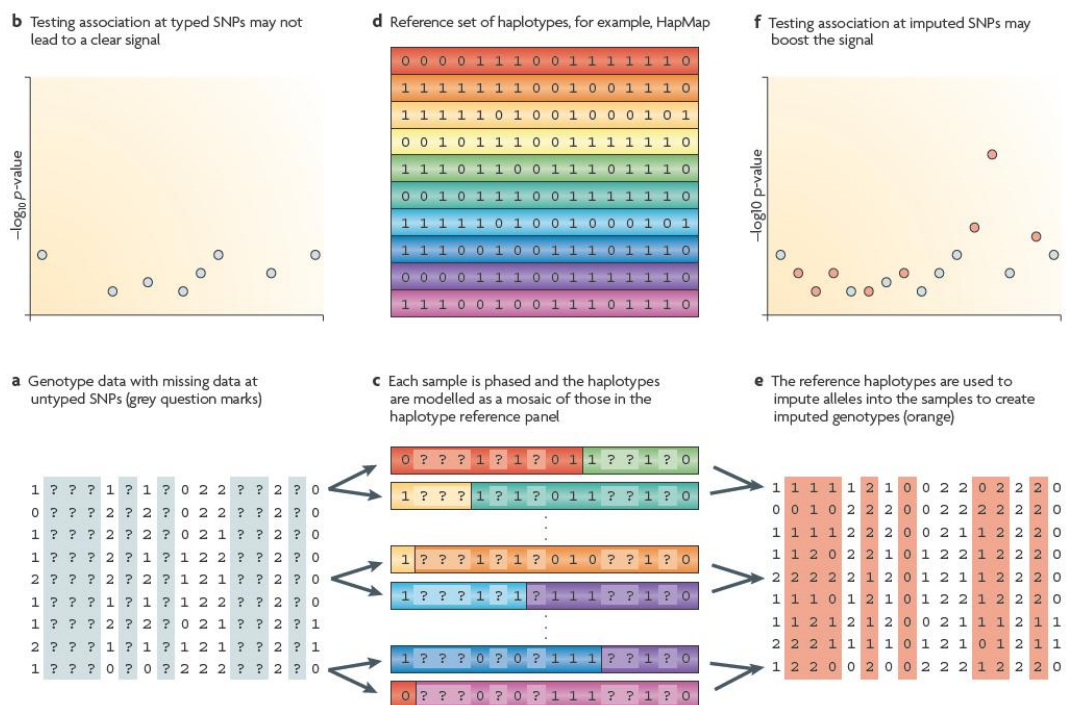 b Testing association at typed SNPs may not
lead to a clear signal
–log10 p-value
d Reference set of haplotypes, for example, HapMap
0 0 0 0 1 1 1 0 0 1 1 1 1 1 1 0
1 1 1 1 1 1 1 0 0 1 0 0 1 1 1 0
1 1 1 1 1 0 1 0 0 1 0 0 0 1 0 1
0 0 1 0 1 1 1 0 0 1 1 1 1 1 1 0
1 1 1 0 1 1 0 0 1 1 1 0 1 1 1 0
0 0 1 0 1 1 1 0 0 1 1 1 1 1 1 0
1 1 1 1 1 0 1 0 0 1 0 0 0 1 0 1
1 1 1 0 0 1 0 0 1 1 1 0 1 1 1 0
0 0 0 0 1 1 1 0 0 1 1 1 1 1 1 0
1 1 1 0 0 1 0 0 1 1 1 0 1 1 1 0
f Testing association at imputed SNPs may
boost the signal
–log10 p-value
a Genotype data with missing data at
untyped SNPs (grey question marks)
1 ? ? ? 1 ? 1 ? 0 2 2 ? ? 2 ? 0
0 ? ? ? 2 ? 2 ? 0 2 2 ? ? 2 ? 0
1 ? ? ? 2 ? 2 ? 0 2 1 ? ? 2 ? 0
1 ? ? ? 2 ? 1 ? 1 2 2 ? ? 2 ? 0
2 ? ? ? 2 ? 2 ? 1 2 1 ? ? 2 ? 0
1 ? ? ? 1 ? 1 ? 1 2 2 ? ? 2 ? 0
1 ? ? ? 2 ? 2 ? 0 2 1 ? ? 2 ? 1
2 ? ? ? 1 ? 1 ? 1 2 1 ? ? 2 ? 1
1 ? ? ? 0 ? 0 ? 2 2 2 ? ? 2 ? 0
c Each sample is phased and the haplotypes
are modelled as a mosaic of those in the
haplotype reference panel
0 ? ? ? 1 ? 1 ? 0 1 1 ? ? 1 ? 0
1 ? ? ? 1 ? 1 ? 0 1 1 ? ? 1 ? 0
1 ? ? ? 1 ? 1 ? 0 1 0 ? ? 1 ? 0
1 ? ? ? 1 ? 1 ? 1 1 1 ? ? 1 ? 0
1 ? ? ? 0 ? 0 ? 1 1 1 ? ? 1 ? 0
0 ? ? ? 0 ? 0 ? 1 1 1 ? ? 1 ? 0
e The reference haplotypes are used to
impute alleles into the samples to create
imputed genotypes (orange)
1 1 1 1 1 2 1 0 0 2 2 0 2 2 2 0
0 0 1 0 2 2 2 0 0 2 2 2 2 2 2 0
1 1 1 1 2 2 2 0 0 2 1 1 2 2 2 0
1 1 2 0 2 2 1 0 1 2 2 1 2 2 2 0
2 2 2 2 2 1 2 0 1 2 1 1 2 2 2 0
1 1 1 0 1 2 1 0 1 2 2 1 2 2 2 0
1 1 2 1 2 1 2 0 0 2 1 1 1 2 1 1
2 2 2 1 1 1 1 0 1 2 1 0 1 2 1 1
1 2 2 0 0 2 0 0 2 2 2 1 2 2 2 0